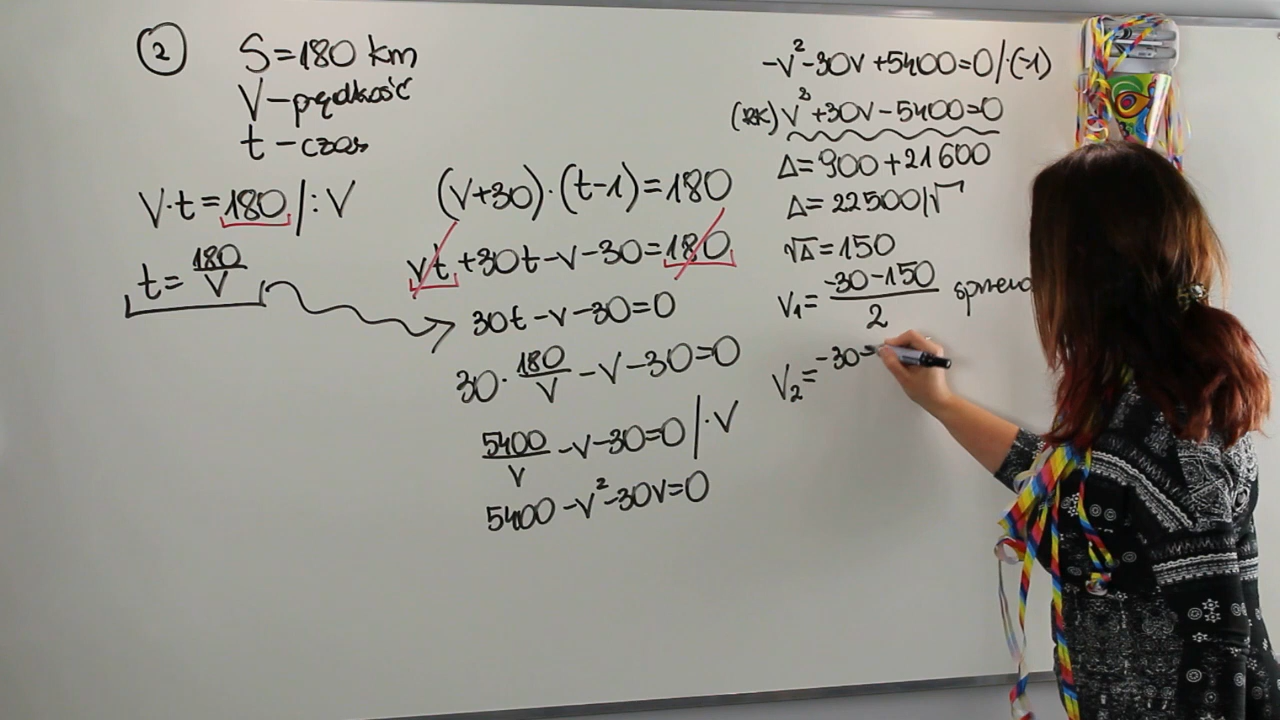 2
S=180 km
V-prędkość
t-czas
V·t=180/:V
t=180/V
(V+30)·(t-1)=180
vt+30t-v-30=180
30t-v-30=0
30·180/V-v-30=0
5400/V-v-30=0/·V
5400-v²-30v=0
-v²-30v+5400=0/·(-1)
v²+30v-5400=0
Δ=900+21600
Δ=22500/√
√Δ=150
V₁=-30-150/2
V₂=-30